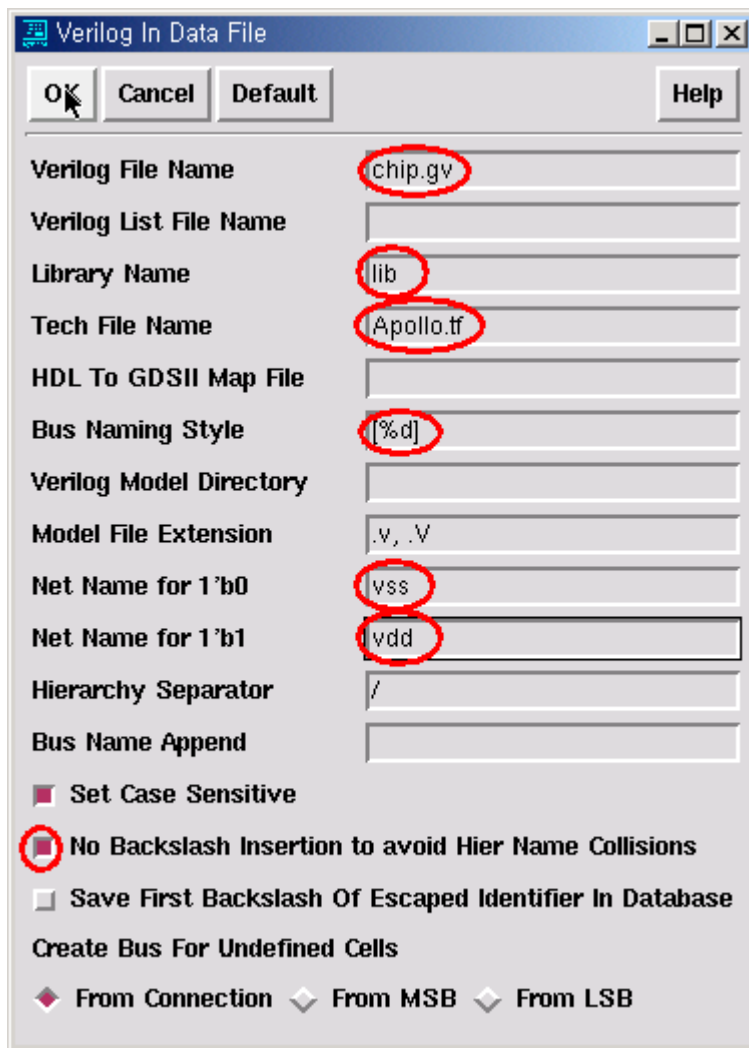 Verilog In Data File
OK Cancel Default Help
Verilog File Name chip.gv
Verilog List File Name
Library Name lib
Tech File Name Apollo.tf
HDL To GDSII Map File
Bus Naming Style [%d]
Verilog Model Directory
Model File Extension .v, .V
Net Name for 1'b0 vss
Net Name for 1'b1 vdd
Hierarchy Separator /
Bus Name Append
Set Case Sensitive
No Backslash Insertion to avoid Hier Name Collisions
Save First Backslash Of Escaped Identifier In Database
Create Bus For Undefined Cells
From Connection From MSB From LSB